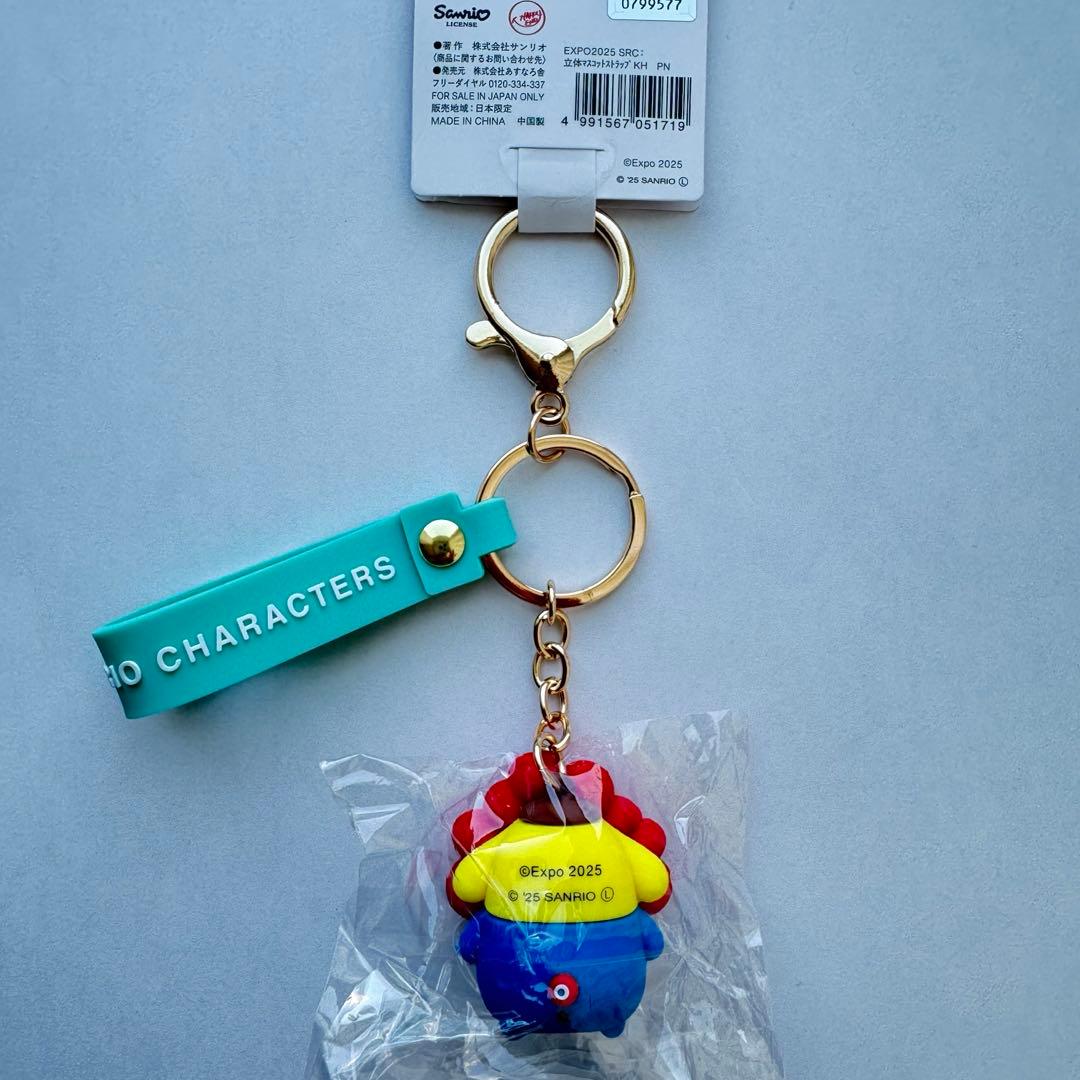 0799577
Sanrio
LICENSE
●著作 株式会社サンリオ
(商品に関するお問い合わせ先)
●発売元 株式会社あすなろ舎
フリーダイヤル 0120-334-337
FOR SALE IN JAPAN ONLY
販売地域:日本限定
MADE IN CHINA 中国製
EXPO2025 SRC:
立体マスコットストラップKH PN
4 991567 051719
©Expo 2025
© '25 SANRIO Ⓛ
IO CHARACTERS
©Expo 2025
© '25 SANRIO Ⓛ